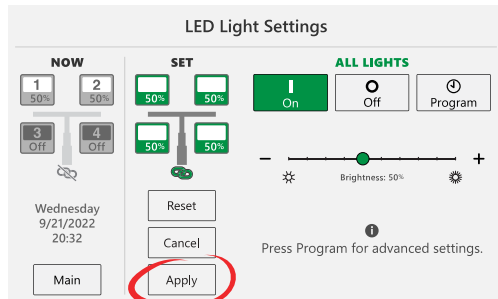 LED Light Settings
NOW
1
50%
2
50%
3
Off
4
Off
Wednesday
9/21/2022
20:32
Main
SET
50%
50%
50%
50%
Reset
Cancel
Apply
ALL LIGHTS
On
Off
Program
Brightness: 50%
Press Program for advanced settings.